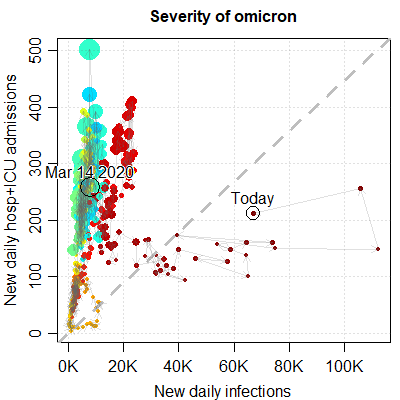 Severity of omicron
New daily hosp+ICU admissions
500
400
300
200
100
0
Mar 14 2020
Today
0K 20K 40K 60K 80K 100K
New daily infections